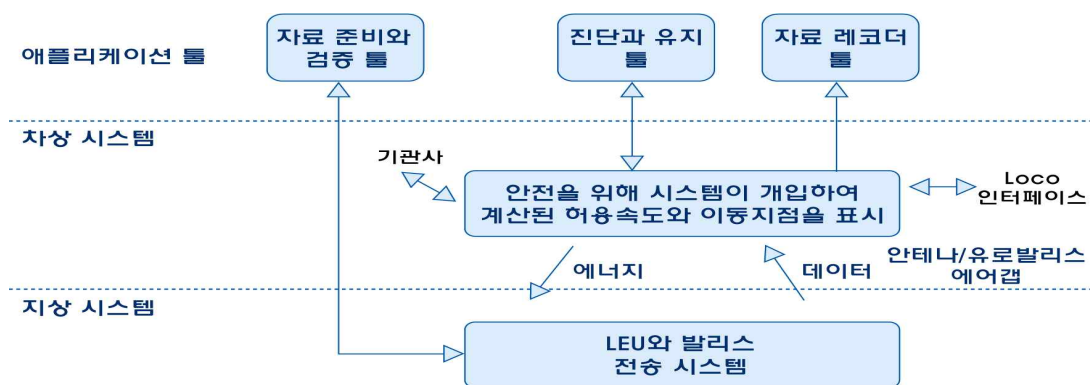 애플리케이션 툴
자료 준비와
검증 툴
진단과 유지
툴
자료 레코더
툴
차상 시스템
기관사
안전을 위해 시스템이 개입하여
계산된 허용속도와 이동지점을 표시
Loco
인터페이스
에너지
데이터
안테나/유로발리스
에어갭
지상 시스템
LEU와 발리스
전송 시스템